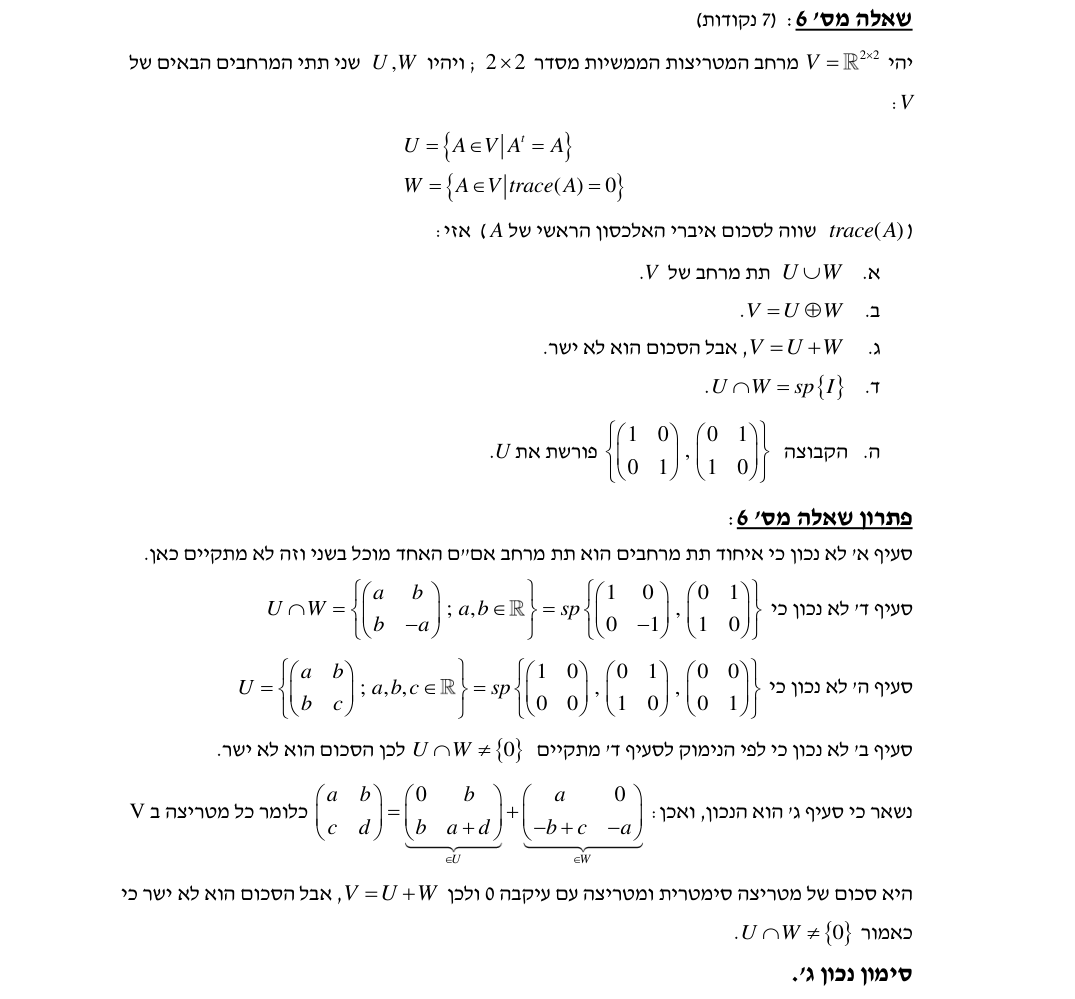 שאלה מס׳ 6 : (7 נקודות)
יהי V = ℝ^{2×2} מרחב המטריצות הממשיות מסדר 2×2 ; ויהיו U,W שני תתי המרחבים הבאים של
V :
U = {A ∈ V | A^t = A}
W = {A ∈ V | trace(A) = 0}
(trace(A) שווה לסכום איברי האלכסון הראשי של A) אזי :
א. U ∪ W תת מרחב של V.
ב. V = U ⊕ W.
ג. V = U + W, אבל הסכום הוא לא ישר.
ד. U ∩ W = sp{I}.
ה. הקבוצה {(1 0; 0 1), (0 1; 1 0)} פורשת את U.
פתרון שאלה מס׳ 6 :
סעיף א׳ לא נכון כי איחוד תת מרחבים הוא תת מרחב אם״ם האחד מוכל בשני וזה לא מתקיים כאן.
סעיף ד׳ לא נכון כי U ∩ W = {(a b; b −a) ; a,b ∈ ℝ} = sp{(1 0; 0 −1), (0 1; 1 0)}
סעיף ה׳ לא נכון כי U = {(a b; b c) ; a,b,c ∈ ℝ} = sp{(1 0; 0 0), (0 1; 1 0), (0 0; 0 1)}
סעיף ב׳ לא נכון כי לפי הנימוק לסעיף ד׳ מתקיים U ∩ W ≠ {0} לכן הסכום הוא לא ישר.
נשאר כי סעיף ג׳ הוא הנכון, ואכן : (a b; c d) = (0 b; b a+d) ∈U + (a 0; −b+c −a) ∈W כלומר כל מטריצה ב V
היא סכום של מטריצה סימטרית ומטריצה עם עיקבה 0 ולכן V = U + W, אבל הסכום הוא לא ישר כי
כאמור U ∩ W ≠ {0}.
סימון נכון ג׳.